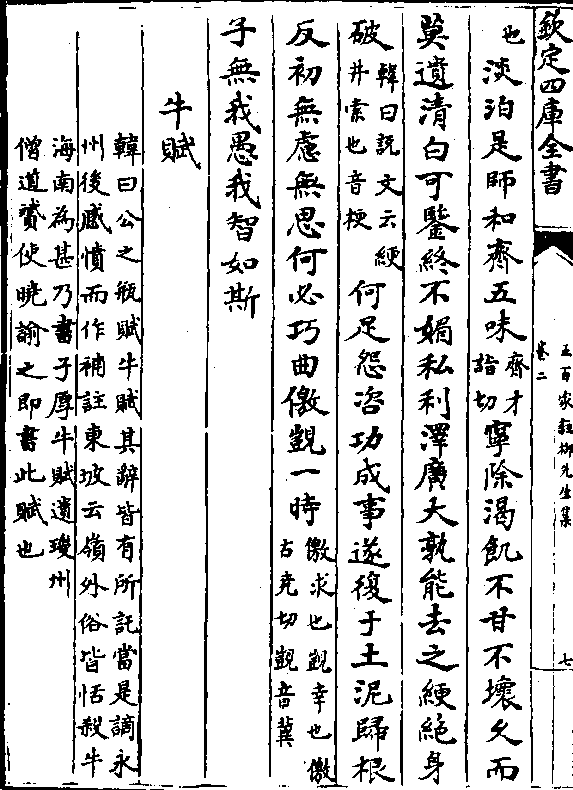 欽定四庫全書
五百家註柳先生集
卷二
七
也淡泊是師和齊五味齊才詣切寧除渴飢不甘不壞久而
莫遺清白可鑒終不媚私利澤廣大孰能去之綆絕身
破韓曰説文云綆井索也音梗何足怨咨功成事遂復于土泥歸根
反初無慮無思何必巧曲儌覬一時儌求也覬幸也儌古堯切覬音冀
子無我愚我智如斯
牛賦
韓曰公之瓶賦牛賦其辭皆有所託當是謫永
州後感憤而作補註東坡云嶺外俗皆恬殺牛
海南為甚乃書子厚牛賦遺瓊州
僧道贇使曉諭之即書此賦也